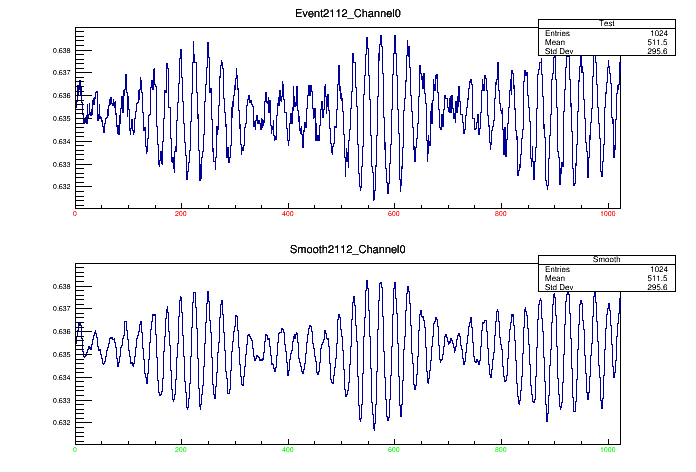 Event2112_Channel0
Test
Entries 1024
Mean 511.5
Std Dev 295.6
0.638
0.637
0.636
0.635
0.634
0.633
0.632
0 200 400 600 800 1000
Smooth2112_Channel0
Smooth
Entries 1024
Mean 511.5
Std Dev 295.6
0.638
0.637
0.636
0.635
0.634
0.633
0.632
0 200 400 600 800 1000